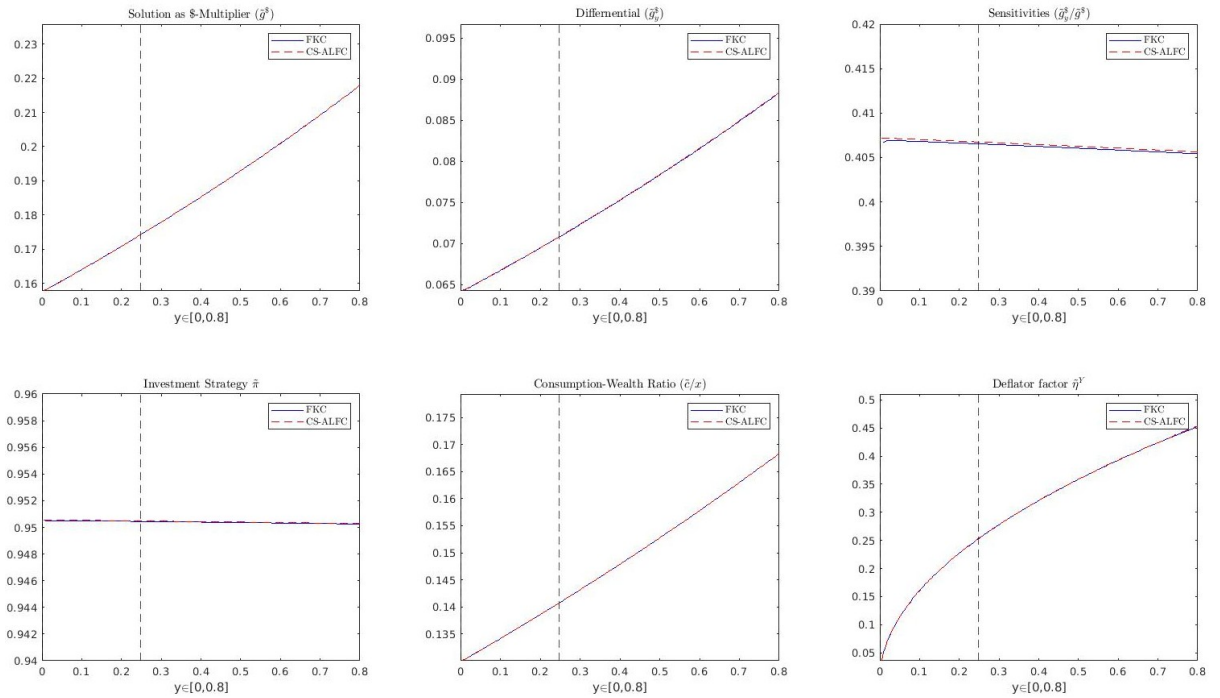 Solution as $-Multiplier (g̃^$)
0.23
0.22
0.21
0.2
0.19
0.18
0.17
0.16
0 0.1 0.2 0.3 0.4 0.5 0.6 0.7 0.8
y∈[0,0.8]
FKC
CS-ALFC
Differnential (g̃_y^$)
0.095
0.09
0.085
0.08
0.075
0.07
0.065
0 0.1 0.2 0.3 0.4 0.5 0.6 0.7 0.8
y∈[0,0.8]
FKC
CS-ALFC
Sensitivities (g̃_y^$/g̃^$)
0.42
0.415
0.41
0.405
0.4
0.395
0.39
0 0.1 0.2 0.3 0.4 0.5 0.6 0.7 0.8
y∈[0,0.8]
FKC
CS-ALFC
Investment Strategy π̃
0.96
0.958
0.956
0.954
0.952
0.95
0.948
0.946
0.944
0.942
0.94
0 0.1 0.2 0.3 0.4 0.5 0.6 0.7 0.8
y∈[0,0.8]
FKC
CS-ALFC
Consumption-Wealth Ratio (c̃/x)
0.175
0.17
0.165
0.16
0.155
0.15
0.145
0.14
0.135
0 0.1 0.2 0.3 0.4 0.5 0.6 0.7 0.8
y∈[0,0.8]
FKC
CS-ALFC
Deflator factor η̃^Y
0.5
0.45
0.4
0.35
0.3
0.25
0.2
0.15
0.1
0.05
0 0.1 0.2 0.3 0.4 0.5 0.6 0.7 0.8
y∈[0,0.8]
FKC
CS-ALFC